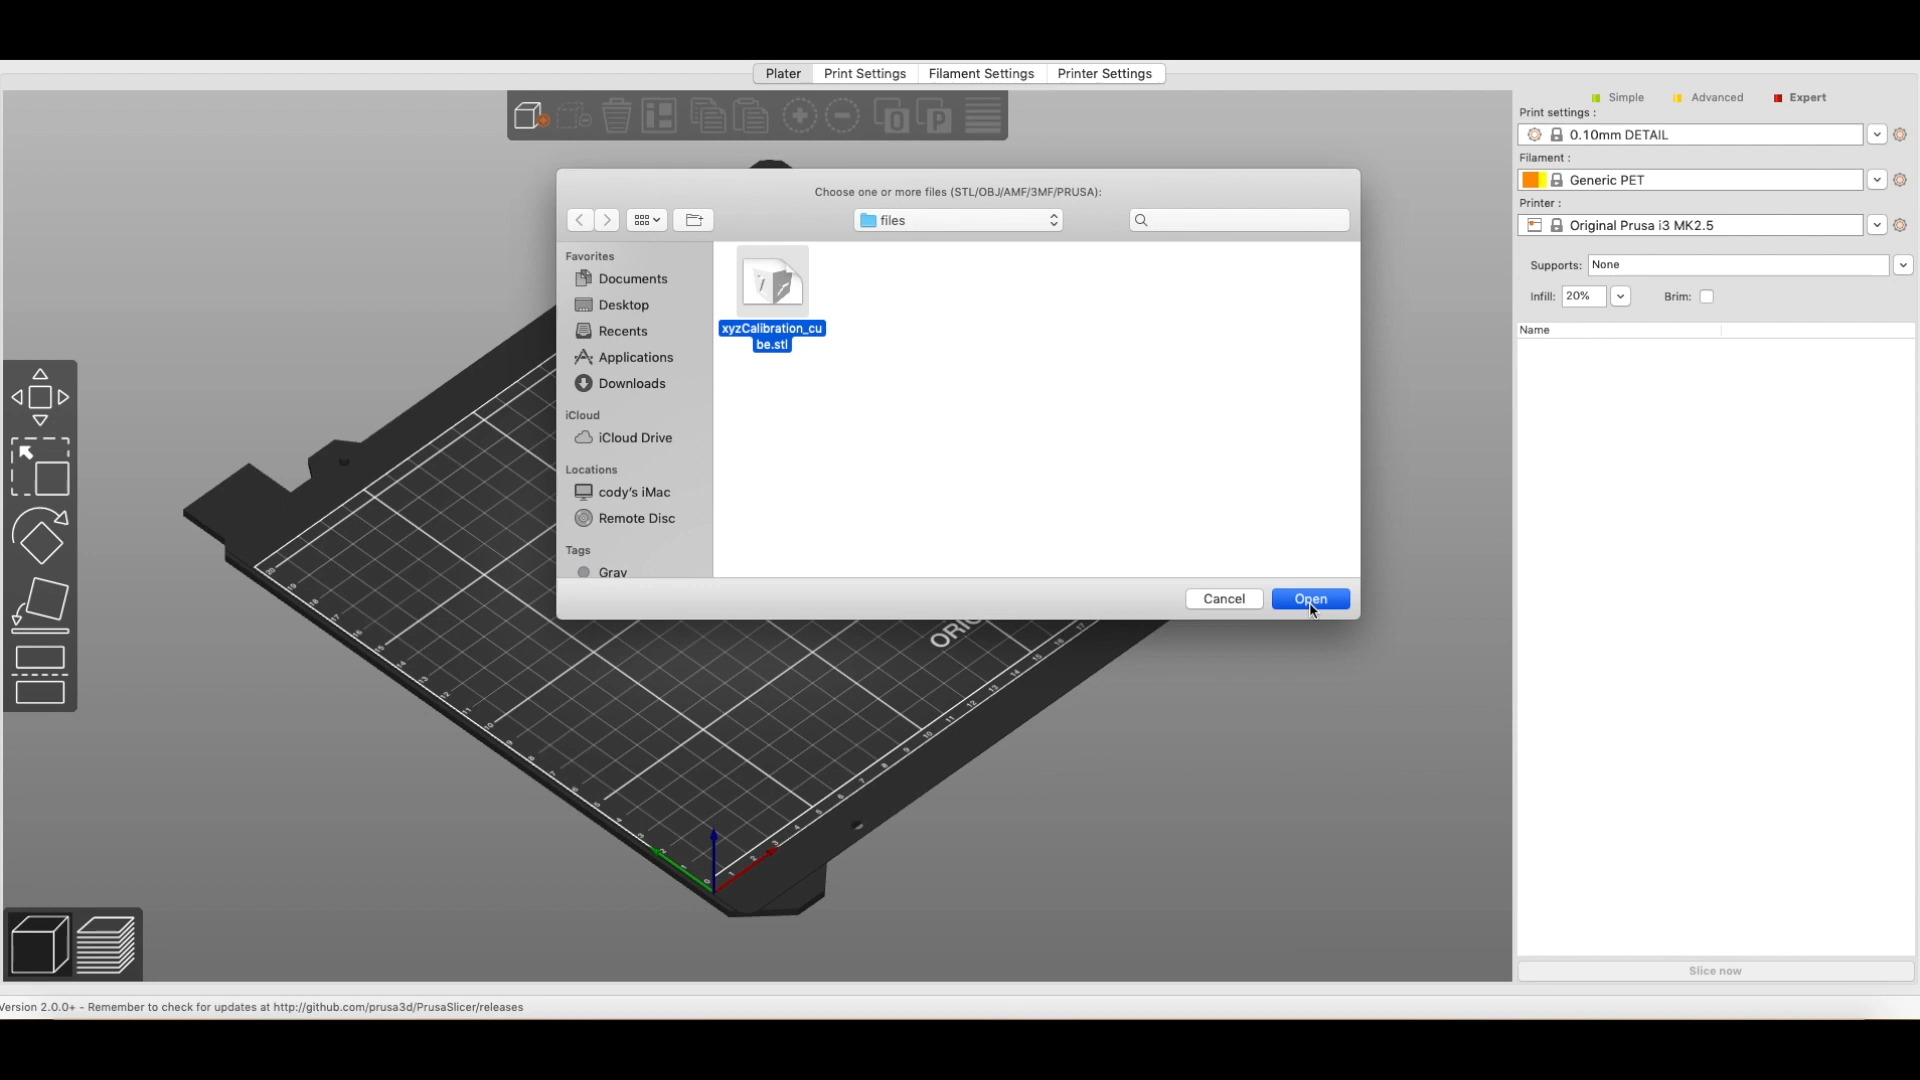 Plater Print Settings Filament Settings Printer Settings
Simple Advanced Expert
Print settings :
0.10mm DETAIL
Filament :
Generic PET
Printer :
Original Prusa i3 MK2.5
Supports: None
Infill: 20% Brim:
Name
Choose one or more files (STL/OBJ/AMF/3MF/PRUSA):
files
Favorites
Documents
Desktop
Recents
Applications
Downloads
iCloud
iCloud Drive
Locations
cody's iMac
Remote Disc
Tags
Gray
xyzCalibration_cu
be.stl
Cancel Open
Slice now
Version 2.0.0+ - Remember to check for updates at http://github.com/prusa3d/PrusaSlicer/releases